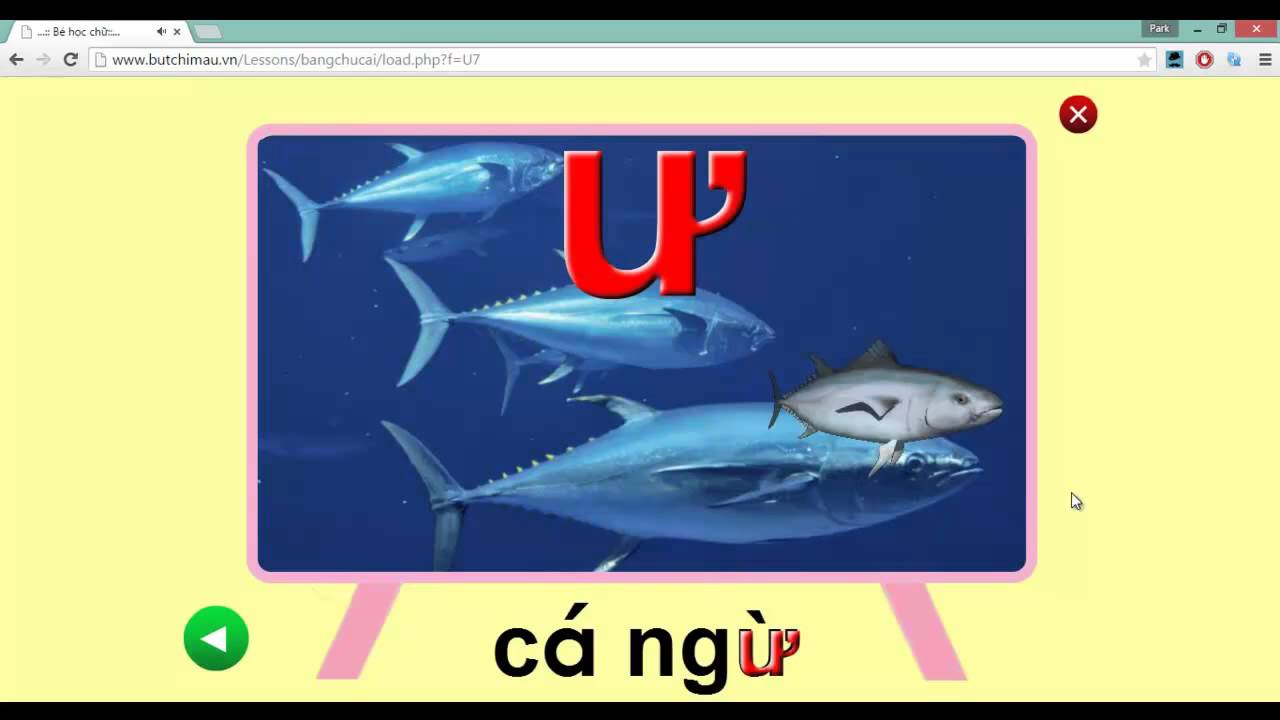 ...:: Bé học chữ::...
Park
www.butchimau.vn/Lessons/bangchucai/load.php?f=U7
ư
cá ngừ